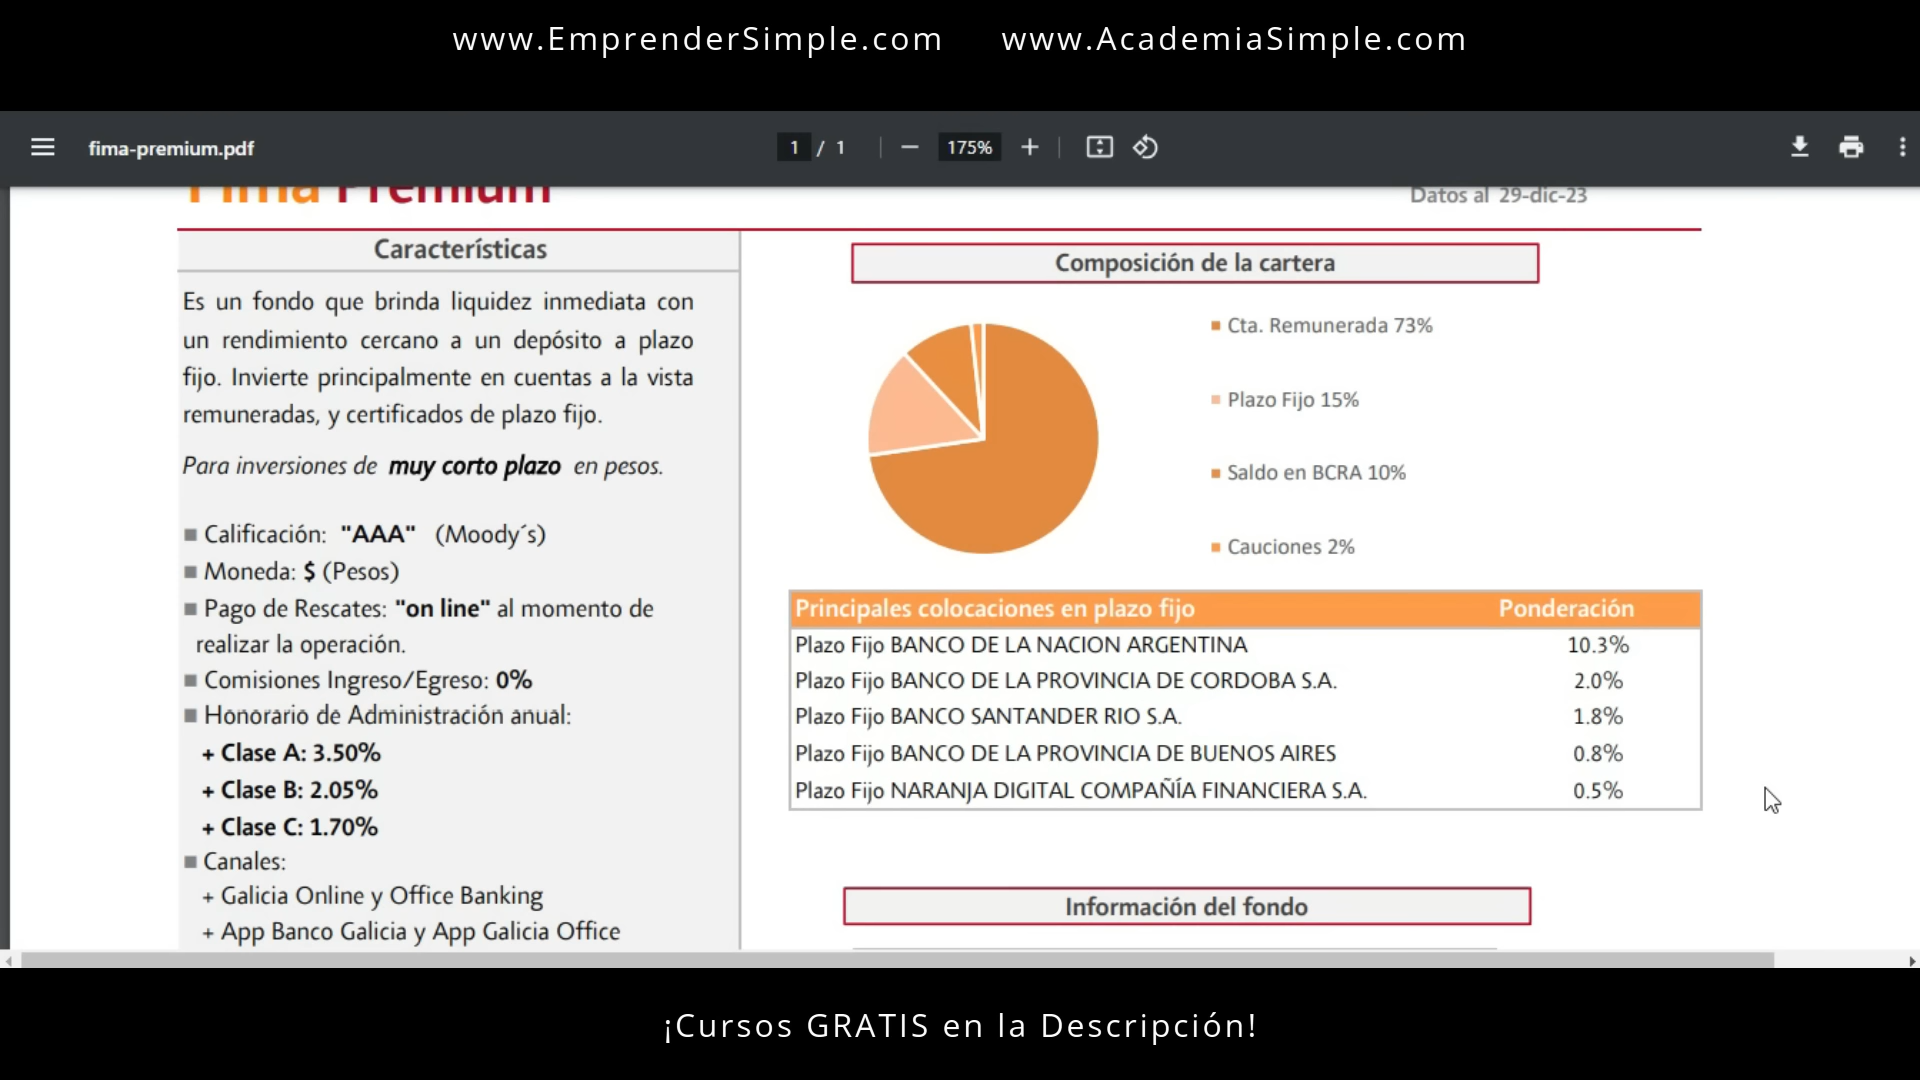 www.EmprenderSimple.com www.AcademiaSimple.com
fima-premium.pdf
1 / 1
175%
Fima Premium
Datos al 29-dic-23
Características
Es un fondo que brinda liquidez inmediata con
un rendimiento cercano a un depósito a plazo
fijo. Invierte principalmente en cuentas a la vista
remuneradas, y certificados de plazo fijo.
Para inversiones de muy corto plazo en pesos.
Calificación: "AAA" (Moody´s)
Moneda: $ (Pesos)
Pago de Rescates: "on line" al momento de
realizar la operación.
Comisiones Ingreso/Egreso: 0%
Honorario de Administración anual:
+ Clase A: 3.50%
+ Clase B: 2.05%
+ Clase C: 1.70%
Canales:
+ Galicia Online y Office Banking
+ App Banco Galicia y App Galicia Office
Composición de la cartera
Cta. Remunerada 73%
Plazo Fijo 15%
Saldo en BCRA 10%
Cauciones 2%
Principales colocaciones en plazo fijo Ponderación
Plazo Fijo BANCO DE LA NACION ARGENTINA 10.3%
Plazo Fijo BANCO DE LA PROVINCIA DE CORDOBA S.A. 2.0%
Plazo Fijo BANCO SANTANDER RIO S.A. 1.8%
Plazo Fijo BANCO DE LA PROVINCIA DE BUENOS AIRES 0.8%
Plazo Fijo NARANJA DIGITAL COMPAÑÍA FINANCIERA S.A. 0.5%
Información del fondo
¡Cursos GRATIS en la Descripción!